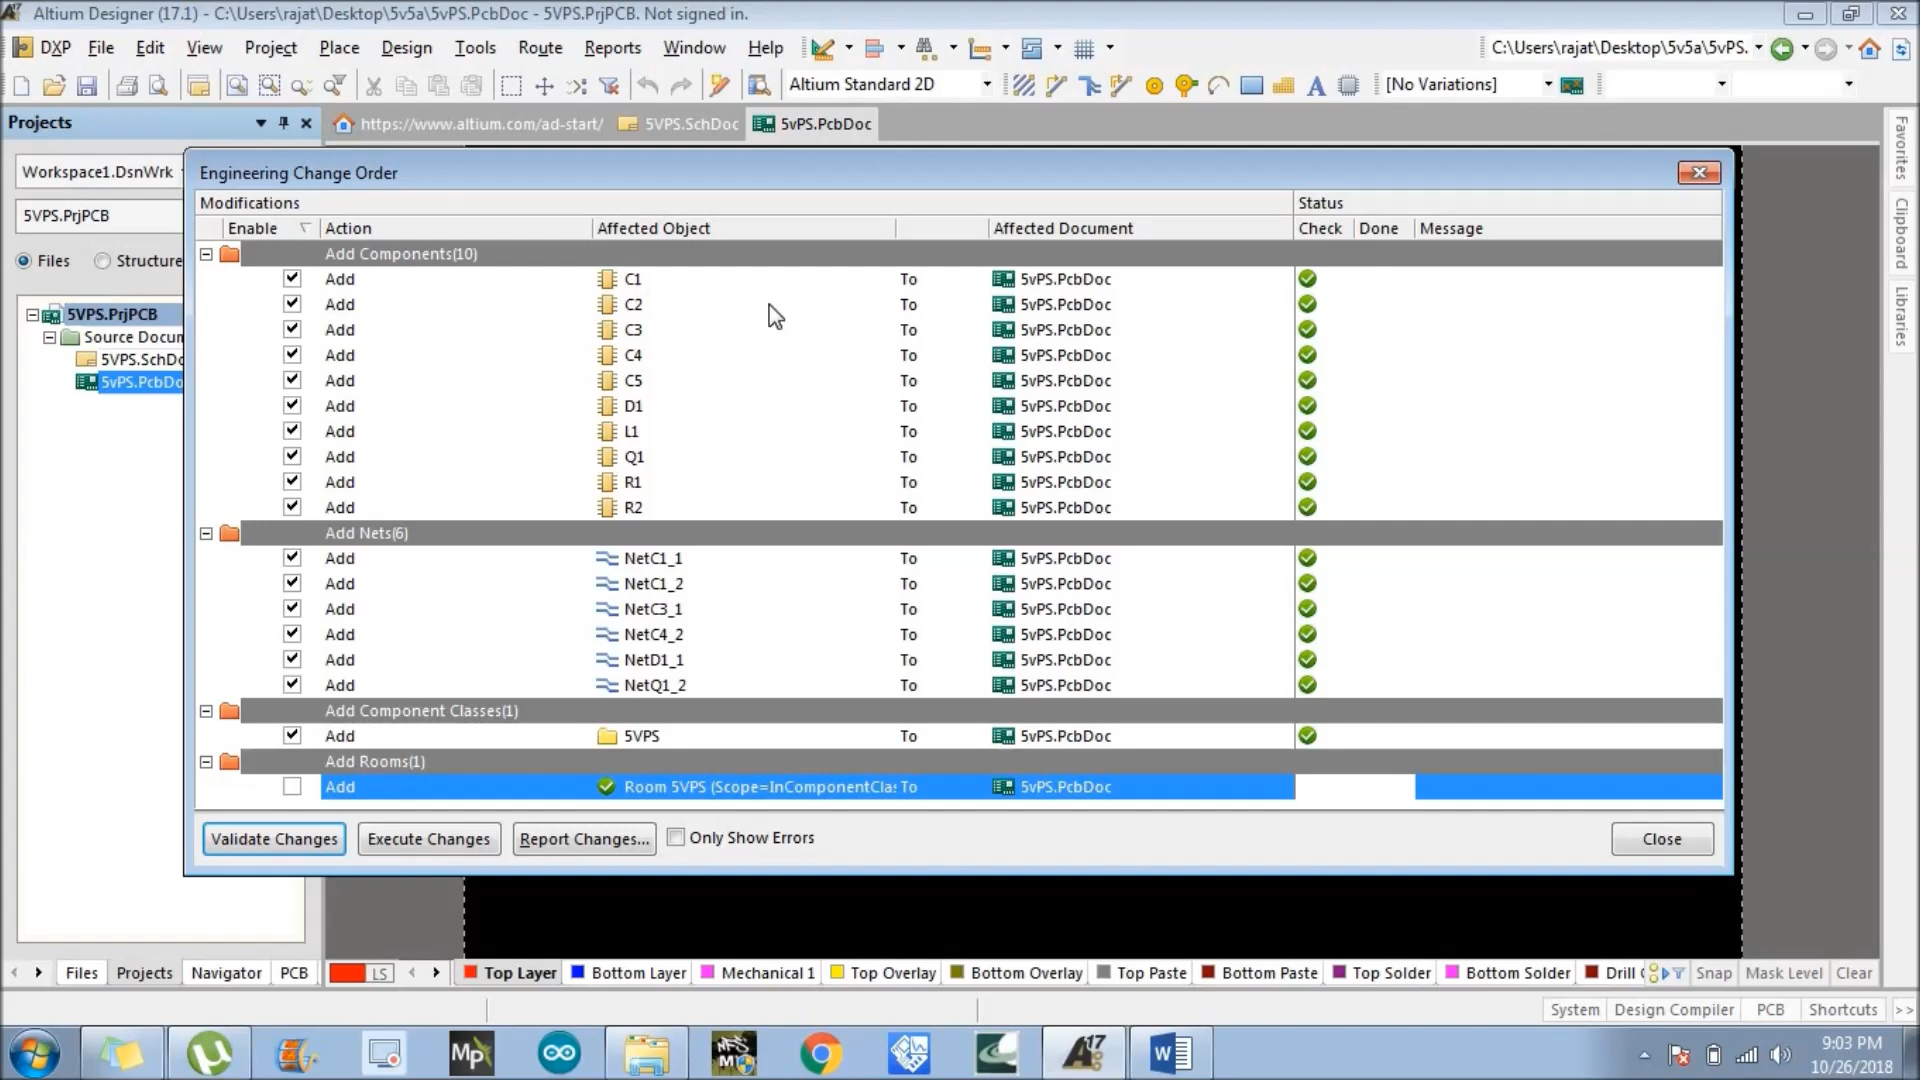 Altium Designer (17.1) - C:\Users\rajat\Desktop\5v5a\5vPS.PcbDoc - 5VPS.PrjPCB. Not signed in.
DXP File Edit View Project Place Design Tools Route Reports Window Help C:\Users\rajat\Desktop\5v5a\5vPS.
Altium Standard 2D A [No Variations]
Projects https://www.altium.com/ad-start/ 5VPS.SchDoc 5vPS.PcbDoc
Workspace1.DsnWrk
5VPS.PrjPCB
Files Structure
5VPS.PrjPCB
Source Docum
5VPS.SchDo
5vPS.PcbDo
Engineering Change Order
Modifications Status
Enable Action Affected Object Affected Document Check Done Message
Add Components(10)
Add C1 To 5vPS.PcbDoc
Add C2 To 5vPS.PcbDoc
Add C3 To 5vPS.PcbDoc
Add C4 To 5vPS.PcbDoc
Add C5 To 5vPS.PcbDoc
Add D1 To 5vPS.PcbDoc
Add L1 To 5vPS.PcbDoc
Add Q1 To 5vPS.PcbDoc
Add R1 To 5vPS.PcbDoc
Add R2 To 5vPS.PcbDoc
Add Nets(6)
Add NetC1_1 To 5vPS.PcbDoc
Add NetC1_2 To 5vPS.PcbDoc
Add NetC3_1 To 5vPS.PcbDoc
Add NetC4_2 To 5vPS.PcbDoc
Add NetD1_1 To 5vPS.PcbDoc
Add NetQ1_2 To 5vPS.PcbDoc
Add Component Classes(1)
Add 5VPS To 5vPS.PcbDoc
Add Rooms(1)
Add Room 5VPS (Scope=InComponentClas To 5vPS.PcbDoc
Validate Changes Execute Changes Report Changes... Only Show Errors Close
Favorites
Clipboard
Libraries
Files Projects Navigator PCB LS Top Layer Bottom Layer Mechanical 1 Top Overlay Bottom Overlay Top Paste Bottom Paste Top Solder Bottom Solder Drill Snap Mask Level Clear
System Design Compiler PCB Shortcuts >>
Mp 17 W
9:03 PM
10/26/2018